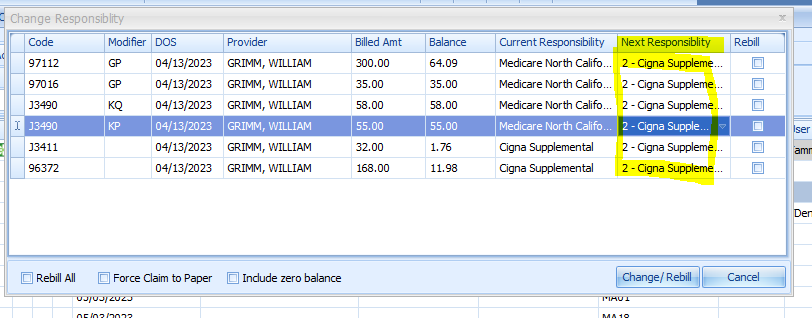 Change Responsiblity
Code Modifier DOS Provider Billed Amt Balance Current Responsibility Next Responsiblity Rebill
97112 GP 04/13/2023 GRIMM, WILLIAM 300.00 64.09 Medicare North Califo... 2 - Cigna Suppleme...
97016 GP 04/13/2023 GRIMM, WILLIAM 35.00 35.00 Medicare North Califo... 2 - Cigna Suppleme...
J3490 KQ 04/13/2023 GRIMM, WILLIAM 58.00 58.00 Medicare North Califo... 2 - Cigna Suppleme...
J3490 KP 04/13/2023 GRIMM, WILLIAM 55.00 55.00 Medicare North Califo... 2 - Cigna Supple...
J3411 04/13/2023 GRIMM, WILLIAM 32.00 1.76 Cigna Supplemental 2 - Cigna Suppleme...
96372 04/13/2023 GRIMM, WILLIAM 168.00 11.98 Cigna Supplemental 2 - Cigna Suppleme...
Rebill All Force Claim to Paper Include zero balance Change/Rebill Cancel
User
05/03/2023 MA01
05/03/2023 MA18